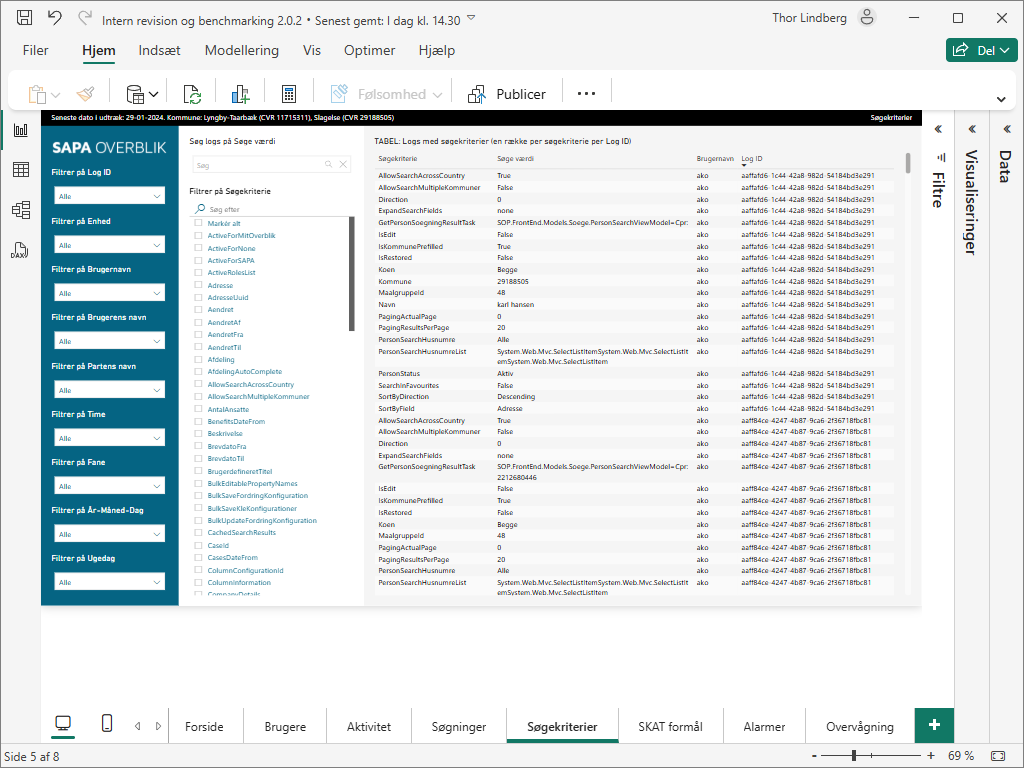 Intern revision og benchmarking 2.0.2 • Senest gemt: I dag kl. 14.30
Thor Lindberg
Filer Hjem Indsæt Modellering Vis Optimer Hjælp
Del
Følsomhed
Publicer
Seneste dato i udtræk: 29-01-2024. Kommune: Lyngby-Taarbæk (CVR 11715311), Slagelse (CVR 29188505)
Søgekriterier
SAPA OVERBLIK
Filtrer på Log ID
Alle
Filtrer på Enhed
Alle
Filtrer på Brugernavn
Alle
Filtrer på Brugerens navn
Alle
Filtrer på Partens navn
Alle
Filtrer på Time
Alle
Filtrer på Fane
Alle
Filtrer på År-Måned-Dag
Alle
Filtrer på Ugedag
Alle
Søg logs på Søge værdi
Søg
Filtrer på Søgekriterie
Søg efter
Markér alt
ActiveForMitOverblik
ActiveForNone
ActiveForSAPA
ActiveRolesList
Adresse
AdresseUuid
Aendret
AendretAf
AendretFra
AendretTil
Afdeling
AfdelingAutoComplete
AllowSearchAcrossCountry
AllowSearchMultipleKommuner
AntalAnsatte
BenefitsDateFrom
Beskrivelse
BrevdatoFra
BrevdatoTil
BrugerdefineretTitel
BulkEditablePropertyNames
BulkSaveFordringKonfiguration
BulkSaveKleKonfigurationer
BulkUpdateFordringKonfiguration
CachedSearchResults
CaseId
CasesDateFrom
ColumnConfigurationId
ColumnInformation
CompanyDetails
TABEL: Logs med søgekriterier (en række per søgekriterie per Log ID)
Søgekriterie Søge værdi Brugernavn Log ID
AllowSearchAcrossCountry True ako aaffafd6-1c44-42a8-982d-54184bd3e291
AllowSearchMultipleKommuner False ako aaffafd6-1c44-42a8-982d-54184bd3e291
Direction 0 ako aaffafd6-1c44-42a8-982d-54184bd3e291
ExpandSearchFields none ako aaffafd6-1c44-42a8-982d-54184bd3e291
GetPersonSoegningResultTask SOP.FrontEnd.Models.Soege.PersonSearchViewModel+Cpr: ako aaffafd6-1c44-42a8-982d-54184bd3e291
IsEdit False ako aaffafd6-1c44-42a8-982d-54184bd3e291
IsKommunePrefilled True ako aaffafd6-1c44-42a8-982d-54184bd3e291
IsRestored False ako aaffafd6-1c44-42a8-982d-54184bd3e291
Koen Begge ako aaffafd6-1c44-42a8-982d-54184bd3e291
Kommune 29188505 ako aaffafd6-1c44-42a8-982d-54184bd3e291
Maalgruppeld 48 ako aaffafd6-1c44-42a8-982d-54184bd3e291
Navn karl hansen ako aaffafd6-1c44-42a8-982d-54184bd3e291
PagingActualPage 0 ako aaffafd6-1c44-42a8-982d-54184bd3e291
PagingResultsPerPage 20 ako aaffafd6-1c44-42a8-982d-54184bd3e291
PersonSearchHusnumre Alle ako aaffafd6-1c44-42a8-982d-54184bd3e291
PersonSearchHusnumreList System.Web.Mvc.SelectListItemSystem.Web.Mvc.SelectListIt ako aaffafd6-1c44-42a8-982d-54184bd3e291
emSystem.Web.Mvc.SelectListItem
PersonStatus Aktiv ako aaffafd6-1c44-42a8-982d-54184bd3e291
SearchInFavourites False ako aaffafd6-1c44-42a8-982d-54184bd3e291
SortByDirection Descending ako aaffafd6-1c44-42a8-982d-54184bd3e291
SortByField Adresse ako aaffafd6-1c44-42a8-982d-54184bd3e291
AllowSearchAcrossCountry True ako aaff84ce-4247-4b87-9ca6-2f36718fbc81
AllowSearchMultipleKommuner False ako aaff84ce-4247-4b87-9ca6-2f36718fbc81
Direction 0 ako aaff84ce-4247-4b87-9ca6-2f36718fbc81
ExpandSearchFields none ako aaff84ce-4247-4b87-9ca6-2f36718fbc81
GetPersonSoegningResultTask SOP.FrontEnd.Models.Soege.PersonSearchViewModel+Cpr: ako aaff84ce-4247-4b87-9ca6-2f36718fbc81
2212680446
IsEdit False ako aaff84ce-4247-4b87-9ca6-2f36718fbc81
IsKommunePrefilled True ako aaff84ce-4247-4b87-9ca6-2f36718fbc81
IsRestored False ako aaff84ce-4247-4b87-9ca6-2f36718fbc81
Koen Begge ako aaff84ce-4247-4b87-9ca6-2f36718fbc81
Maalgruppeld 48 ako aaff84ce-4247-4b87-9ca6-2f36718fbc81
PagingActualPage 0 ako aaff84ce-4247-4b87-9ca6-2f36718fbc81
PagingResultsPerPage 20 ako aaff84ce-4247-4b87-9ca6-2f36718fbc81
PersonSearchHusnumre Alle ako aaff84ce-4247-4b87-9ca6-2f36718fbc81
PersonSearchHusnumreList System.Web.Mvc.SelectListItemSystem.Web.Mvc.SelectListIt ako aaff84ce-4247-4b87-9ca6-2f36718fbc81
emSystem.Web.Mvc.SelectListItem
Filtre
Visualiseringer
Data
DAX
Forside Brugere Aktivitet Søgninger Søgekriterier SKAT formål Alarmer Overvågning +
Side 5 af 8
- + 69 %